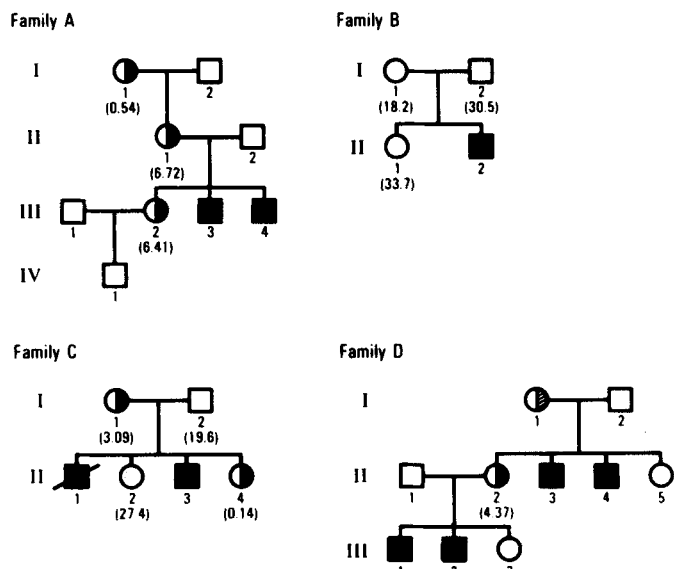 Family A
I
1
2
(0.54)
II
1
2
(6.72)
III
1
2
3
4
(6.41)
IV
1
Family B
I
1
2
(18.2)
(30.5)
II
1
2
(33.7)
Family C
I
1
2
(3.09)
(19.6)
II
1
2
3
4
(27 4)
(0.14)
Family D
I
1
2
II
1
2
3
4
5
(4.37)
III